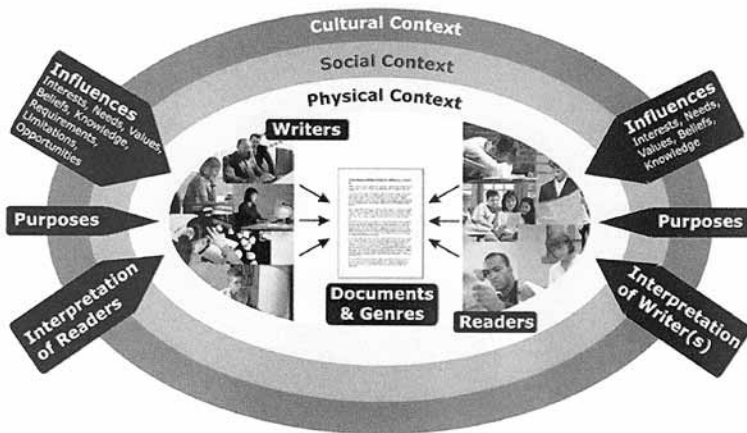 Cultural Context
Social Context
Physical Context
Influences
Interests, Needs, Values,
Beliefs, Knowledge,
Requirements,
Limitations,
Opportunities
Purposes
Interpretation
of Readers
Writers
Documents
& Genres
Readers
Influences
Interests, Needs,
Values, Beliefs,
Knowledge
Purposes
Interpretation
of Writer(s)